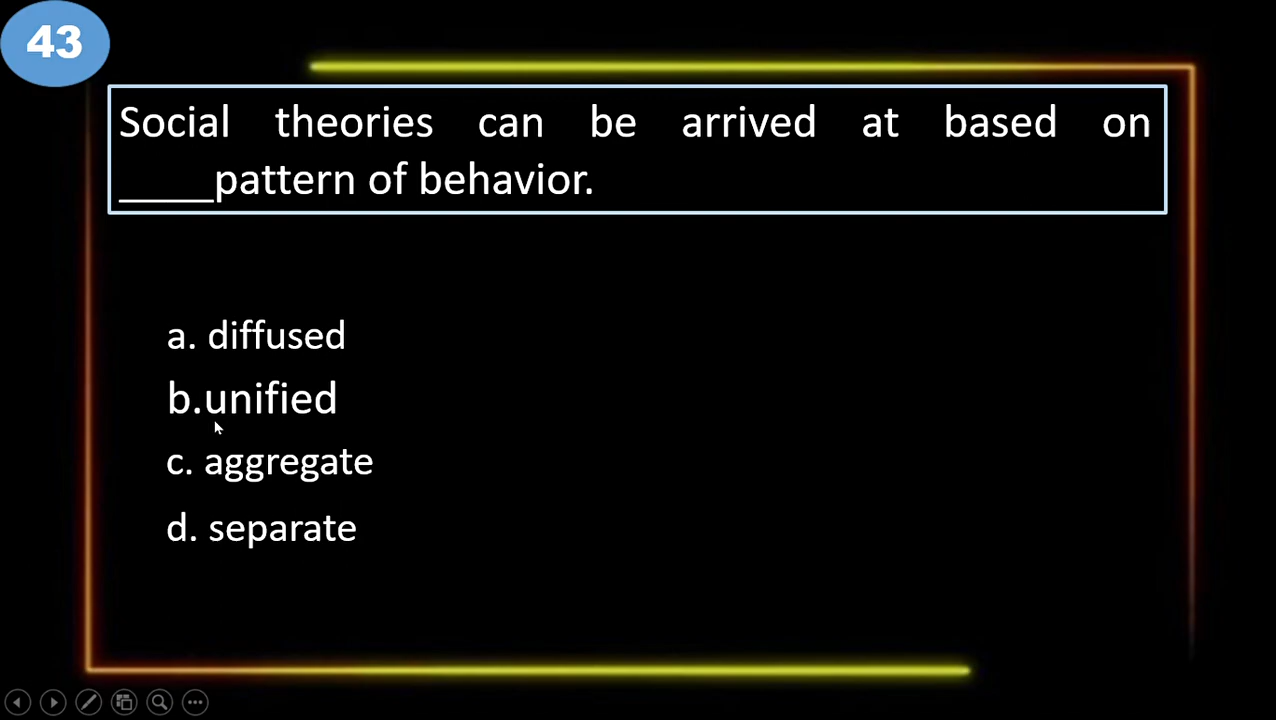 43
Social theories can be arrived at based on
_____pattern of behavior.
a. diffused
b.unified
c. aggregate
d. separate